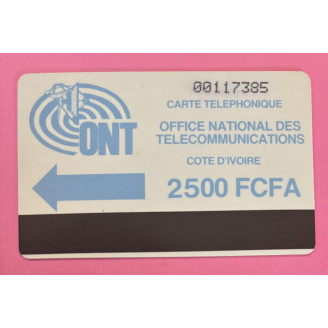 00117385
CARTE TELEPHONIQUE
ONT
OFFICE NATIONAL DES
TELECOMMUNICATIONS
COTE D'IVOIRE
2500 FCFA